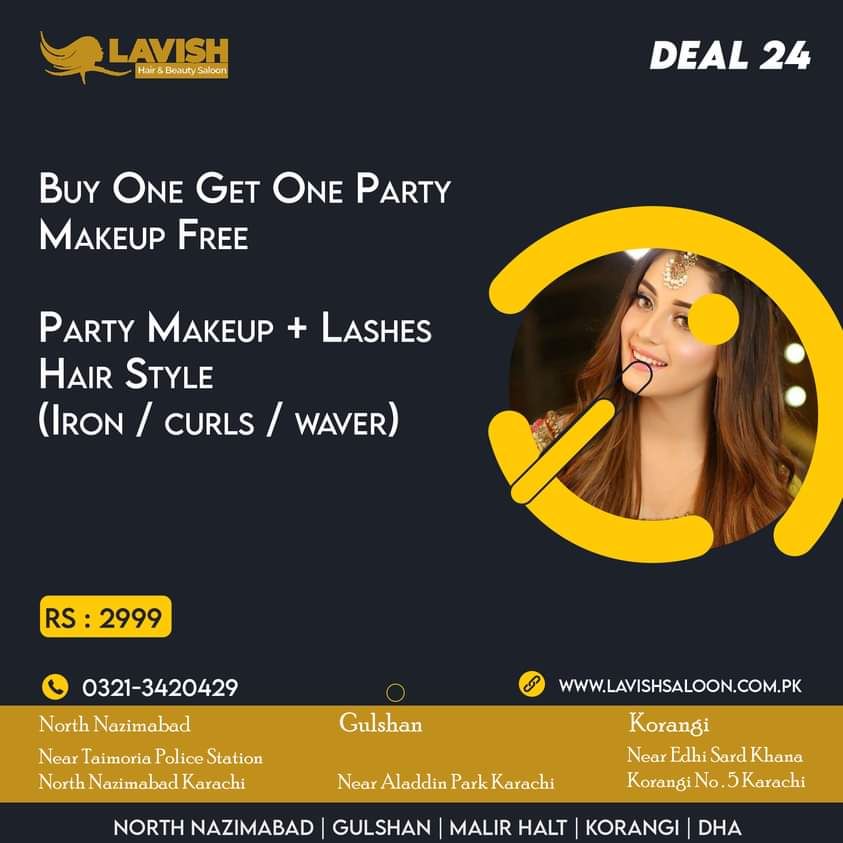 LAVISH
Hair & Beauty Saloon
DEAL 24
Buy One Get One Party
Makeup Free
Party Makeup + Lashes
Hair Style
(Iron / curls / waver)
RS : 2999
0321-3420429
WWW.LAVISHSALOON.COM.PK
North Nazimabad
Near Taimoria Police Station
North Nazimabad Karachi
Gulshan
Near Aladdin Park Karachi
Korangi
Near Edhi Sard Khana
Korangi No . 5 Karachi
NORTH NAZIMABAD | GULSHAN | MALIR HALT | KORANGI | DHA